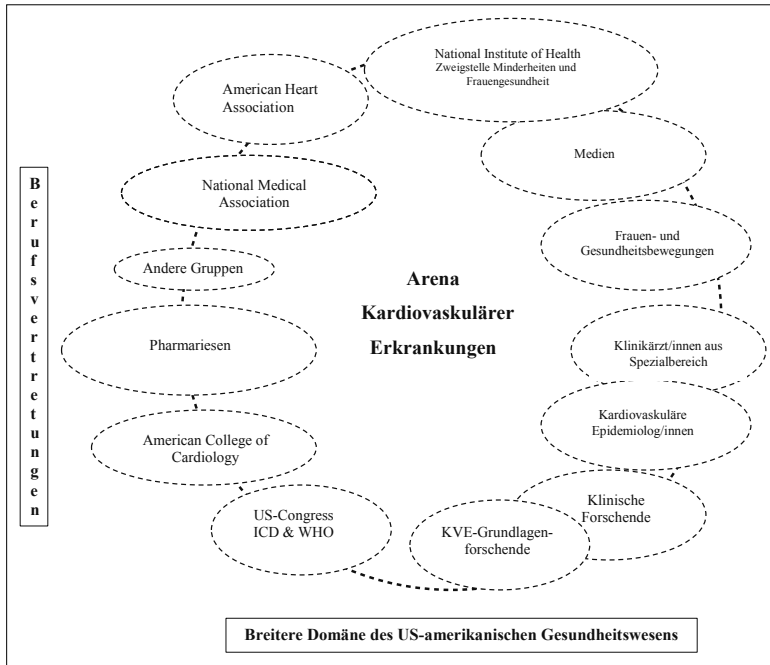 National Institute of Health
Zweigstelle Minderheiten und
Frauengesundheit
American Heart
Association
Medien
National Medical
Association
Frauen- und
Gesundheitsbewegungen
Andere Gruppen
Arena
Kardiovaskulärer
Erkrankungen
Pharmariesen
Klinikärzt/innen aus
Spezialbereich
Kardiovaskuläre
Epidemiolog/innen
American College of
Cardiology
Klinische
Forschende
US-Congress
ICD & WHO
KVE-Grundlagen-
forschende
Berufsvertretungen
Breitere Domäne des US-amerikanischen Gesundheitswesens